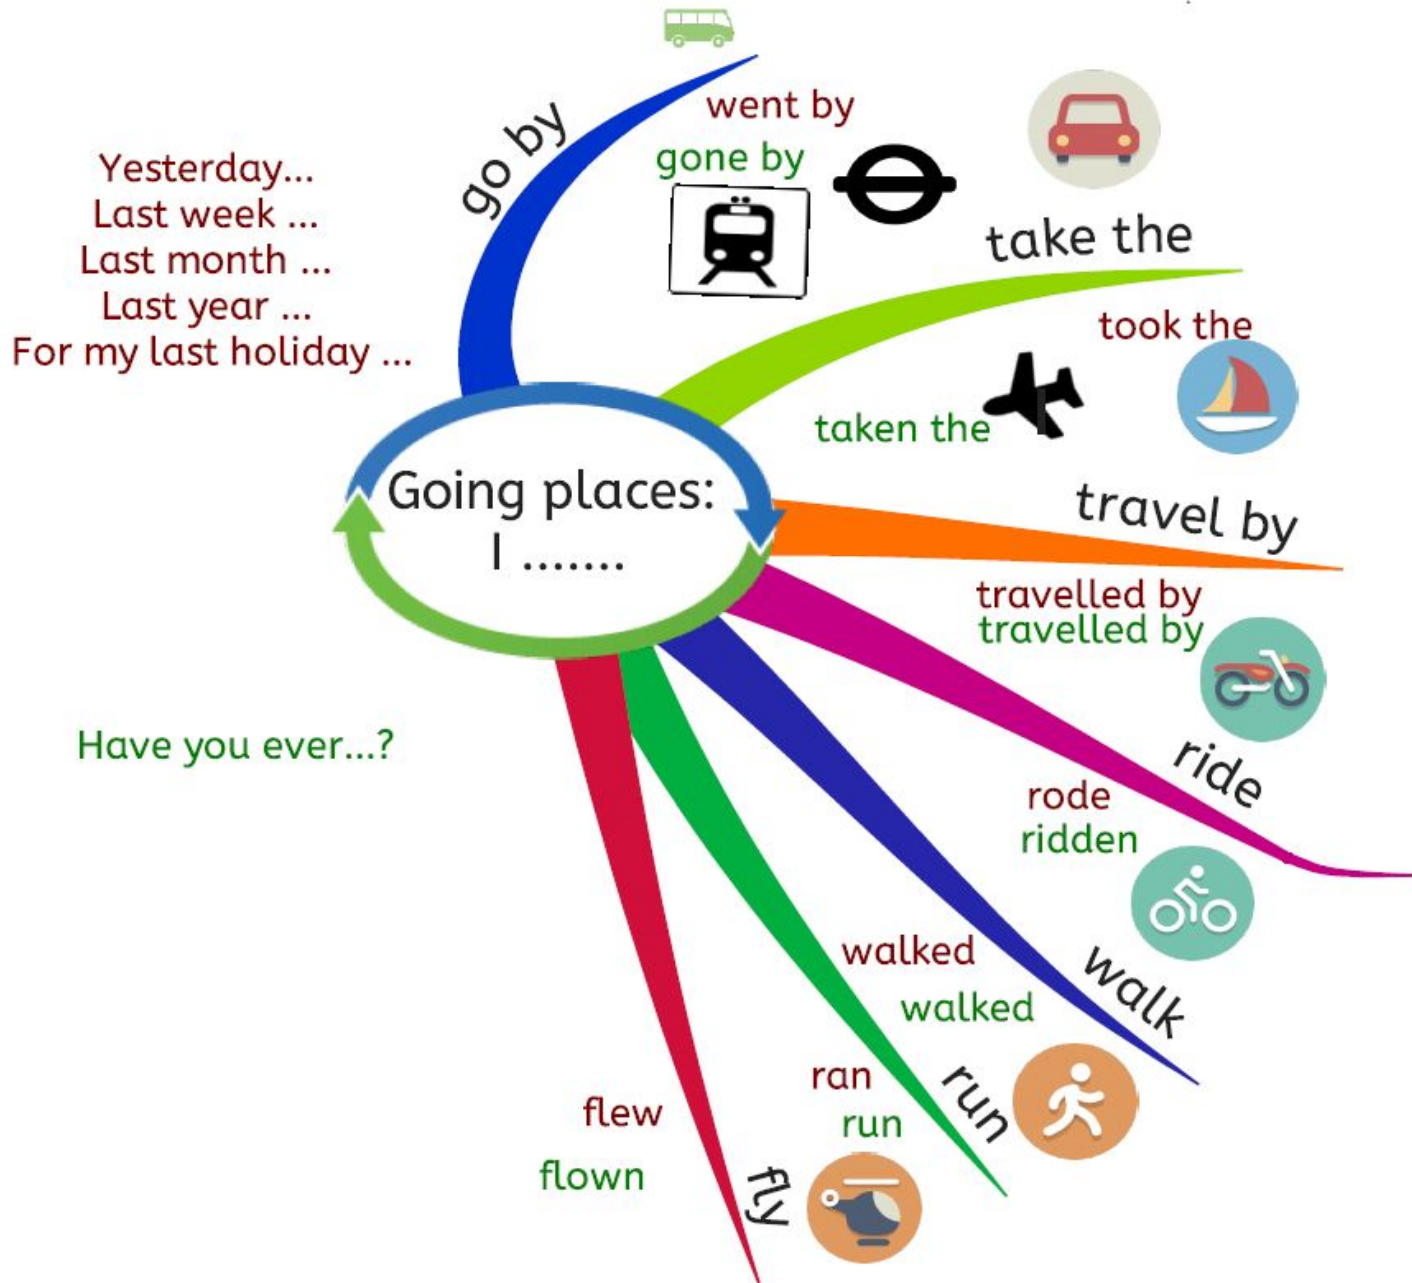 go by
went by
gone by
Yesterday...
Last week ...
Last month ...
Last year ...
For my last holiday ...
take the
took the
taken the
Going places:
I .......
travel by
travelled by
travelled by
Have you ever...?
ride
rode
ridden
walk
walked
walked
run
ran
run
fly
flew
flown